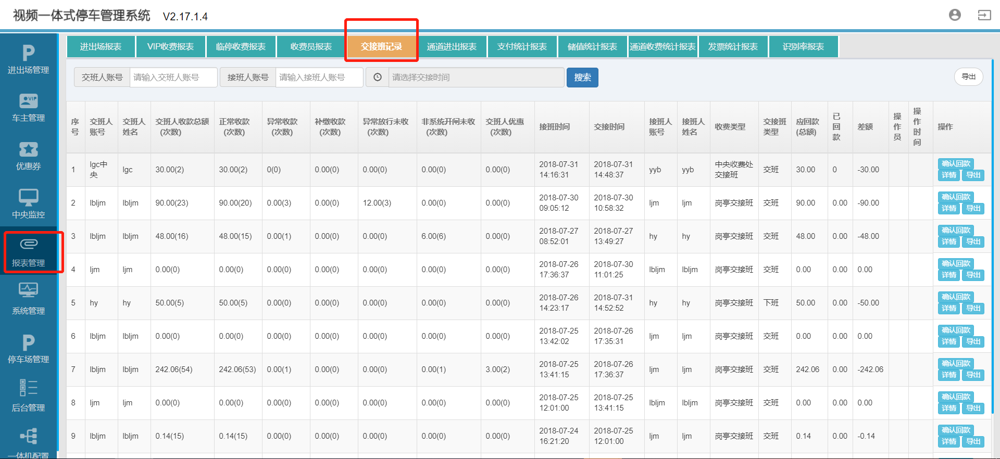 视频一体式停车管理系统 V2.17.1.4
进出场管理
车主管理
优惠券
中央监控
报表管理
系统管理
停车场管理
后台管理
一体机配置
进出场报表 VIP收费报表 临停收费报表 收费员报表 交接班记录 通道进出报表 支付统计报表 储值统计报表 通道收费统计报表 发票统计报表 识别率报表
交班人账号 请输入交班人账号 接班人账号 请输入接班人账号 请选择交接时间 搜索 导出
序号 交班人账号 交班人姓名 交班人收款总额(次数) 正常收款(次数) 异常收款(次数) 补缴收款(次数) 异常放行未收(次数) 非系统开闸未收(次数) 交班人优惠(次数) 接班时间 交接时间 接班人账号 接班人姓名 收费类型 交接班类型 应回款(总额) 已回款 差额 操作员 操作时间 操作
1 lgc中央 lgc 30.00(2) 30.00(2) 0(0) 0.00(0) 0.00(0) 0.00(0) 0.00(0) 2018-07-31 14:16:31 2018-07-31 14:48:37 yyb yyb 中央收费处交接班 交班 30.00 0 -30.00 确认回款 详情 导出
2 lbljm lbljm 90.00(23) 90.00(20) 0.00(3) 0.00(0) 12.00(3) 0.00(0) 0.00(0) 2018-07-30 09:05:12 2018-07-30 10:58:32 ljm ljm 岗亭交接班 交班 90.00 0.00 -90.00 确认回款 详情 导出
3 lbljm lbljm 48.00(16) 48.00(15) 0.00(1) 0.00(0) 0.00(0) 6.00(6) 0.00(0) 2018-07-27 08:52:01 2018-07-27 13:49:27 hy hy 岗亭交接班 交班 48.00 0.00 -48.00 确认回款 详情 导出
4 ljm ljm 0.00(0) 0.00(0) 0.00(0) 0.00(0) 0.00(0) 0.00(0) 0.00(0) 2018-07-26 17:36:37 2018-07-30 11:01:25 lbljm lbljm 岗亭交接班 交班 0.00 0.00 0.00 确认回款 详情 导出
5 hy hy 50.00(5) 50.00(5) 0.00(0) 0.00(0) 0.00(0) 0.00(0) 0.00(0) 2018-07-26 14:23:17 2018-07-31 14:52:52 hy hy 岗亭交接班 下班 50.00 0.00 -50.00 确认回款 详情 导出
6 lbljm lbljm 0.00(0) 0.00(0) 0.00(0) 0.00(0) 0.00(0) 0.00(0) 0.00(0) 2018-07-25 13:42:02 2018-07-26 17:35:31 ljm ljm 岗亭交接班 交班 0.00 0.00 0.00 确认回款 详情 导出
7 lbljm lbljm 242.06(54) 242.06(53) 0.00(1) 0.00(0) 0.00(0) 0.00(1) 3.00(2) 2018-07-25 13:41:15 2018-07-26 17:36:37 ljm ljm 岗亭交接班 交班 242.06 0.00 -242.06 确认回款 详情 导出
8 ljm ljm 0.00(0) 0.00(0) 0.00(0) 0.00(0) 0.00(0) 0.00(0) 0.00(0) 2018-07-25 12:01:00 2018-07-25 13:41:15 lbljm lbljm 岗亭交接班 交班 0.00 0.00 0.00 确认回款 详情 导出
9 lbljm lbljm 0.14(15) 0.14(15) 0.00(0) 0.00(0) 0.00(0) 0.00(0) 0.00(0) 2018-07-24 16:21:20 2018-07-25 12:01:00 ljm ljm 岗亭交接班 交班 0.14 0.00 -0.14 确认回款 详情 导出